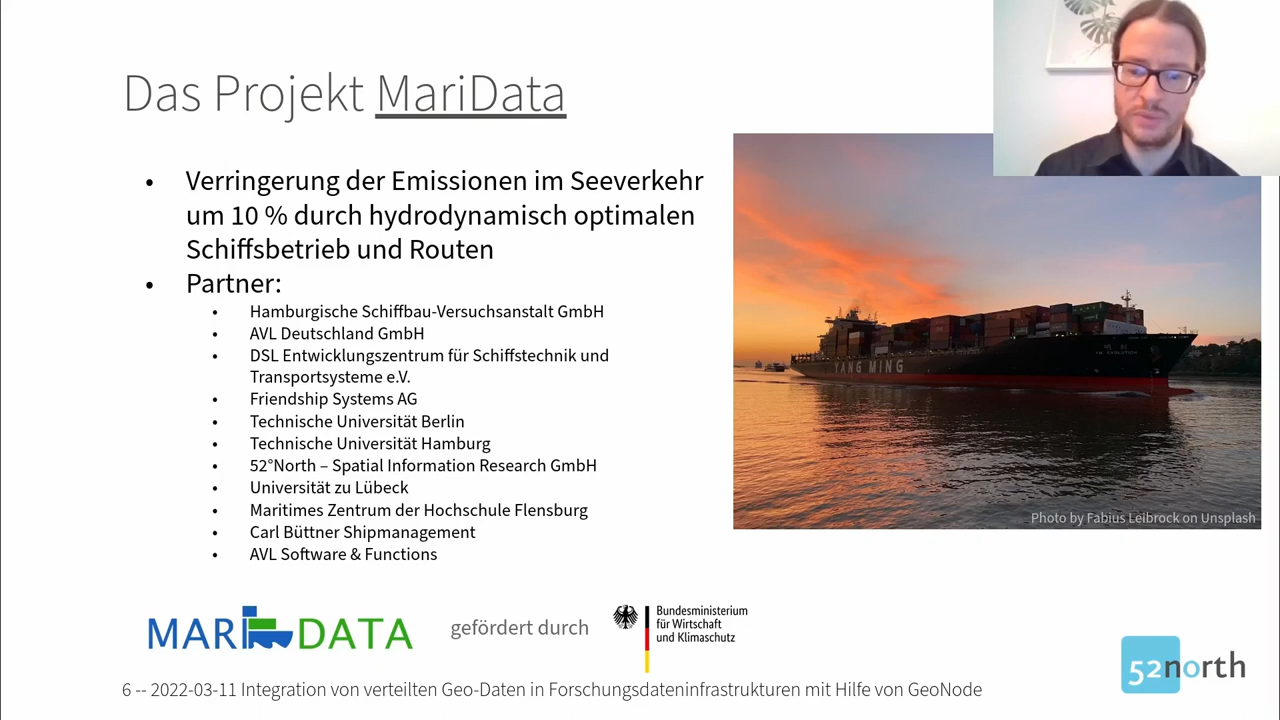 Das Projekt MariData
• Verringerung der Emissionen im Seeverkehr
um 10 % durch hydrodynamisch optimalen
Schiffsbetrieb und Routen
• Partner:
• Hamburgische Schiffbau-Versuchsanstalt GmbH
• AVL Deutschland GmbH
• DSL Entwicklungszentrum für Schiffstechnik und
Transportsysteme e.V.
• Friendship Systems AG
• Technische Universität Berlin
• Technische Universität Hamburg
• 52°North – Spatial Information Research GmbH
• Universität zu Lübeck
• Maritimes Zentrum der Hochschule Flensburg
• Carl Büttner Shipmanagement
• AVL Software & Functions
YANG MING
Photo by Fabius Leibrock on Unsplash
MARI DATA
gefördert durch
Bundesministerium
für Wirtschaft
und Klimaschutz
52north
6 -- 2022-03-11 Integration von verteilten Geo-Daten in Forschungsdateninfrastrukturen mit Hilfe von GeoNode